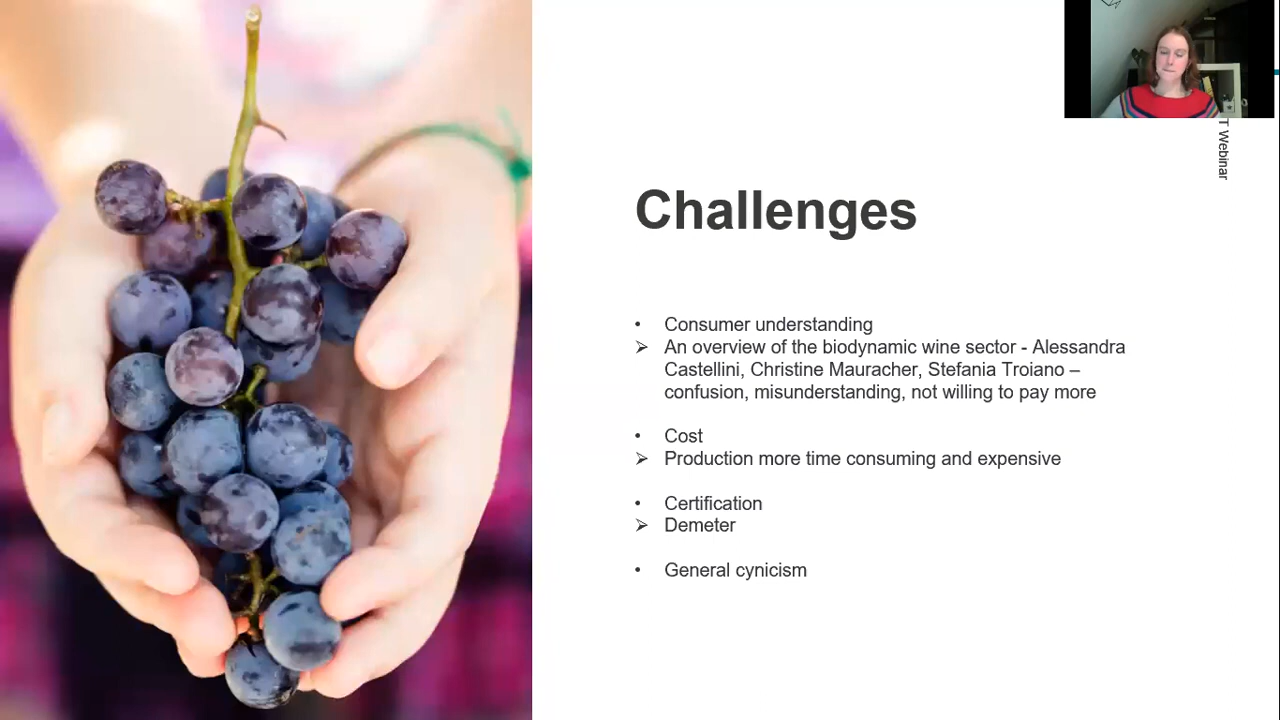 T Webinar
Challenges
• Consumer understanding
➢ An overview of the biodynamic wine sector - Alessandra
Castellini, Christine Mauracher, Stefania Troiano –
confusion, misunderstanding, not willing to pay more
• Cost
➢ Production more time consuming and expensive
• Certification
➢ Demeter
• General cynicism